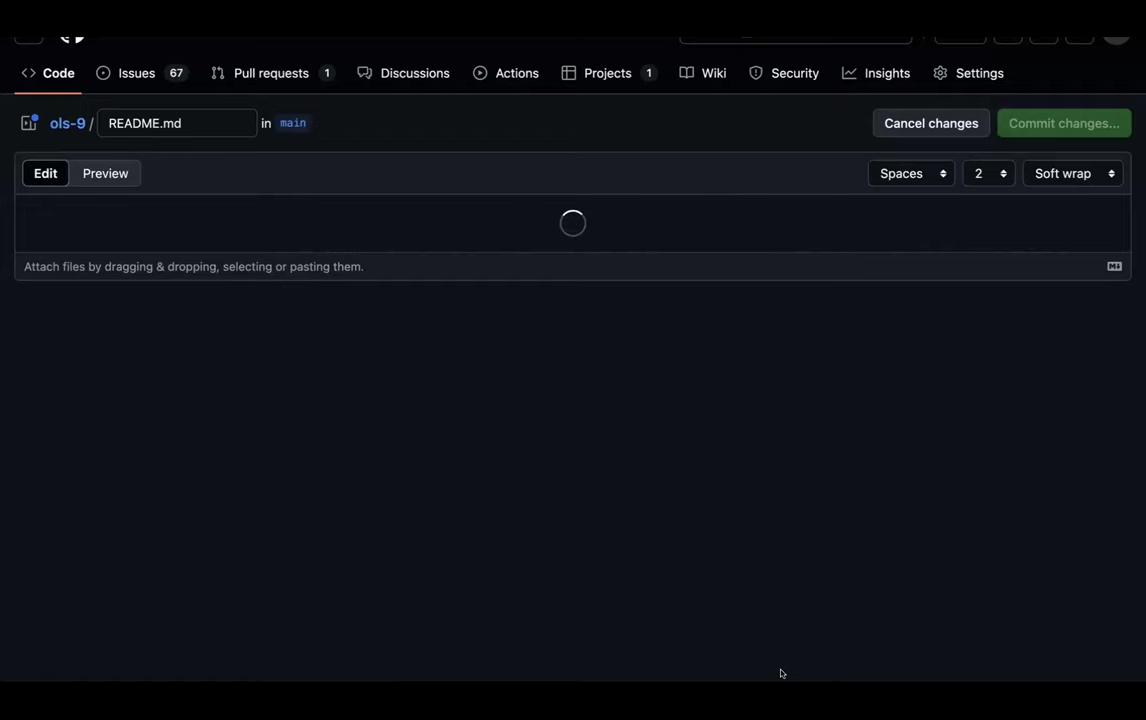 Code Issues 67 Pull requests 1 Discussions Actions Projects 1 Wiki Security Insights Settings
ols-9 / README.md in main Cancel changes Commit changes...
Edit Preview Spaces 2 Soft wrap
Attach files by dragging & dropping, selecting or pasting them.